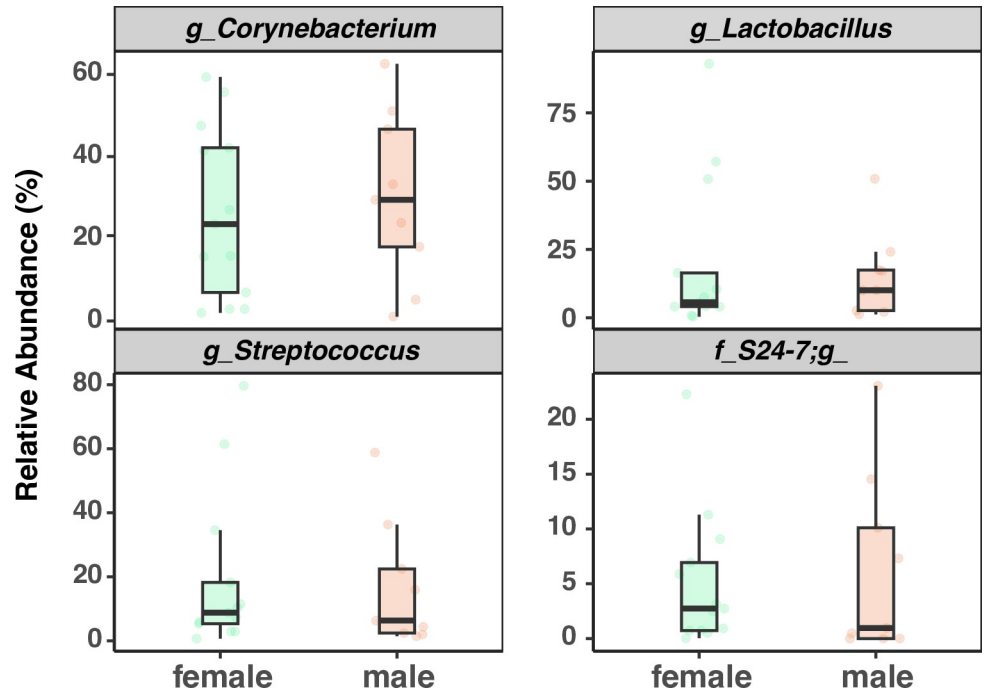 Relative Abundance (%)
g_Corynebacterium
60
40
20
0
g_Lactobacillus
75
50
25
0
g_Streptococcus
80
60
40
20
0
female
male
f_S24-7;g_
20
15
10
5
0
female
male